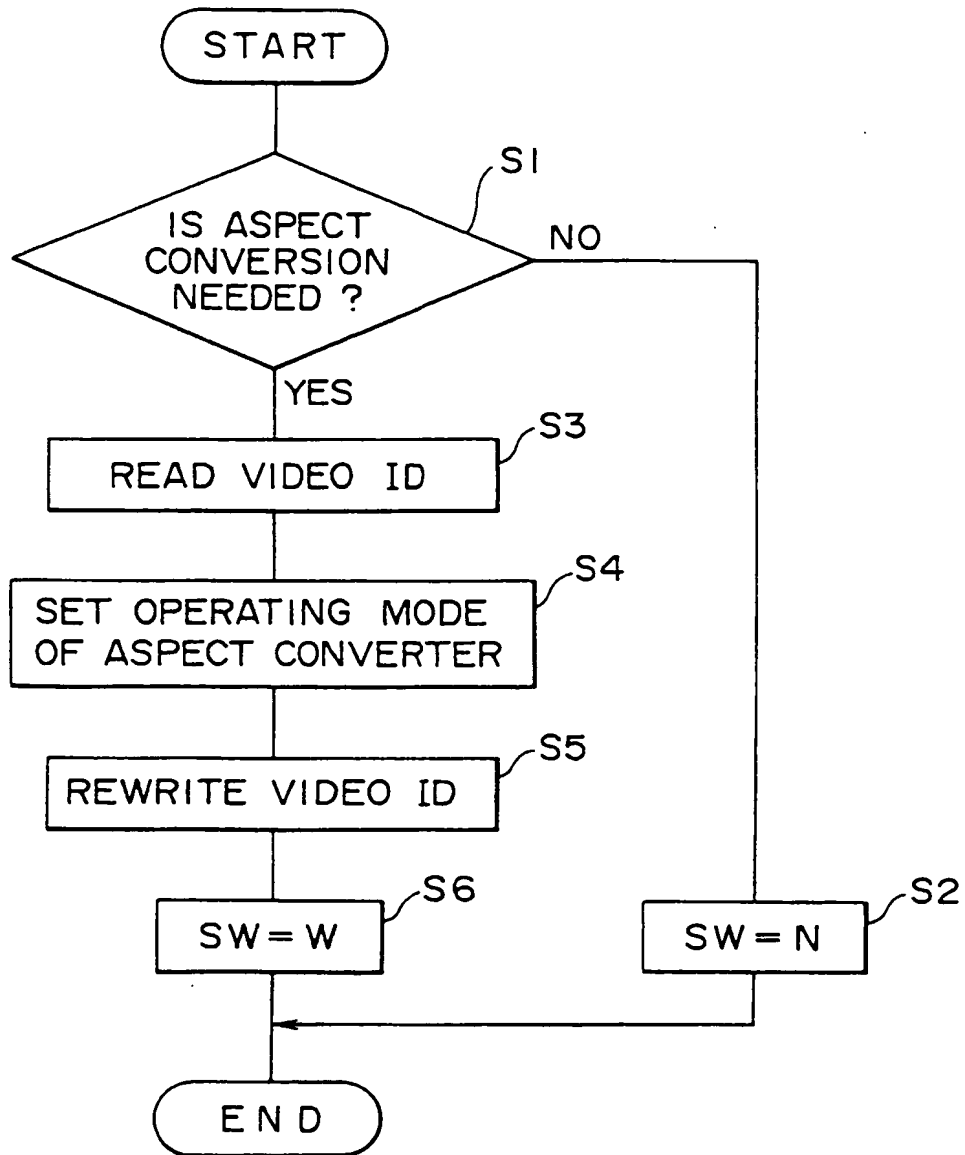 START
S1
IS ASPECT
CONVERSION
NEEDED ?
NO
YES
S3
READ VIDEO ID
S4
SET OPERATING MODE
OF ASPECT CONVERTER
S5
REWRITE VIDEO ID
S6
SW = W
S2
SW = N
END